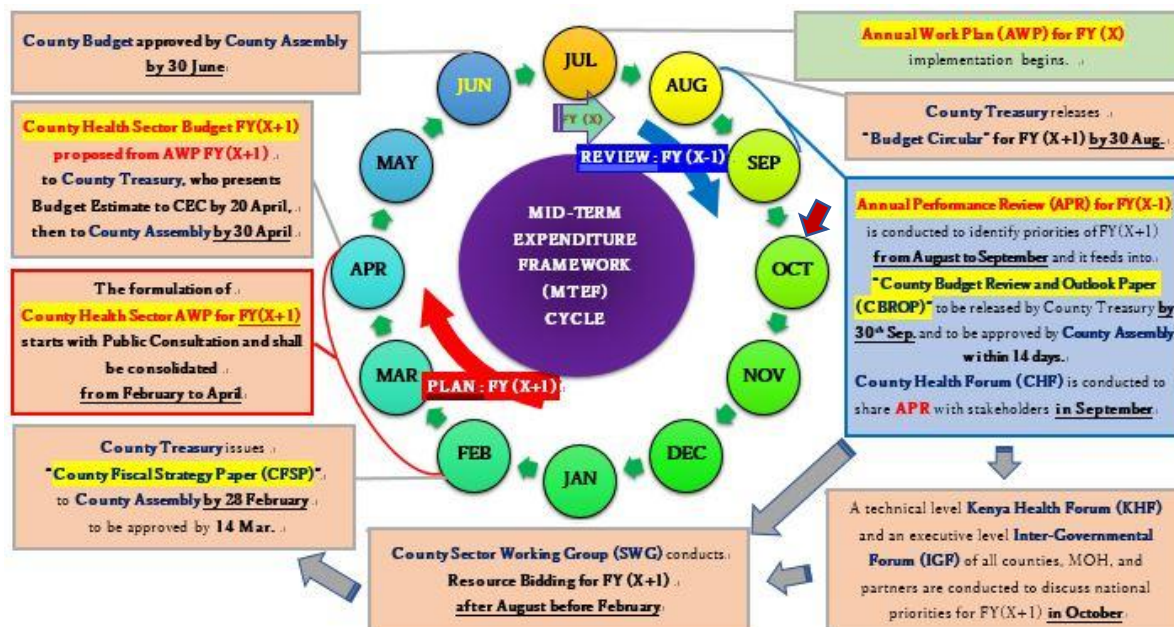 County Budget approved by County Assembly
by 30 June
County Health Sector Budget FY(X+1)
proposed from AWP FY(X+1)
to County Treasury, who presents
Budget Estimate to CEC by 20 April,
then to County Assembly by 30 April
The formulation of
County Health Sector AWP for FY(X+1)
starts with Public Consultation and shall
be consolidated
from February to April
County Treasury issues
"County Fiscal Strategy Paper (CFSP)"
to County Assembly by 28 February
to be approved by 14 Mar.
JUL
AUG
SEP
OCT
NOV
DEC
JAN
FEB
MAR
APR
MAY
JUN
FY (X)
REVIEW : FY (X-1)
MID-TERM
EXPENDITURE
FRAMEWORK
(MTEF)
CYCLE
PLAN : FY (X+1)
Annual Work Plan (AWP) for FY (X)
implementation begins.
County Treasury releases
"Budget Circular" for FY (X+1) by 30 Aug.
Annual Performance Review (APR) for FY(X-1)
is conducted to identify priorities of FY(X+1)
from August to September and it feeds into
"County Budget Review and Outlook Paper
(CBROP)" to be released by County Treasury by
30th Sep. and to be approved by County Assembly
within 14 days.
County Health Forum (CHF) is conducted to
share APR with stakeholders in September
County Sector Working Group (SWG) conducts
Resource Bidding for FY (X+1)
after August before February
A technical level Kenya Health Forum (KHF)
and an executive level Inter-Governmental
Forum (IGF) of all counties, MOH, and
partners are conducted to discuss national
priorities for FY(X+1) in October